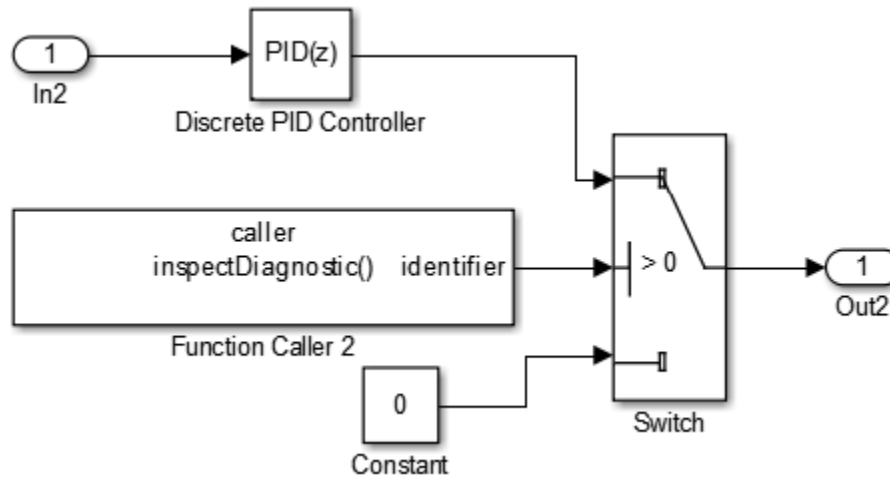 1
In2
PID(z)
Discrete PID Controller
caller
inspectDiagnostic() identifier
Function Caller 2
0
Constant
> 0
Switch
1
Out2